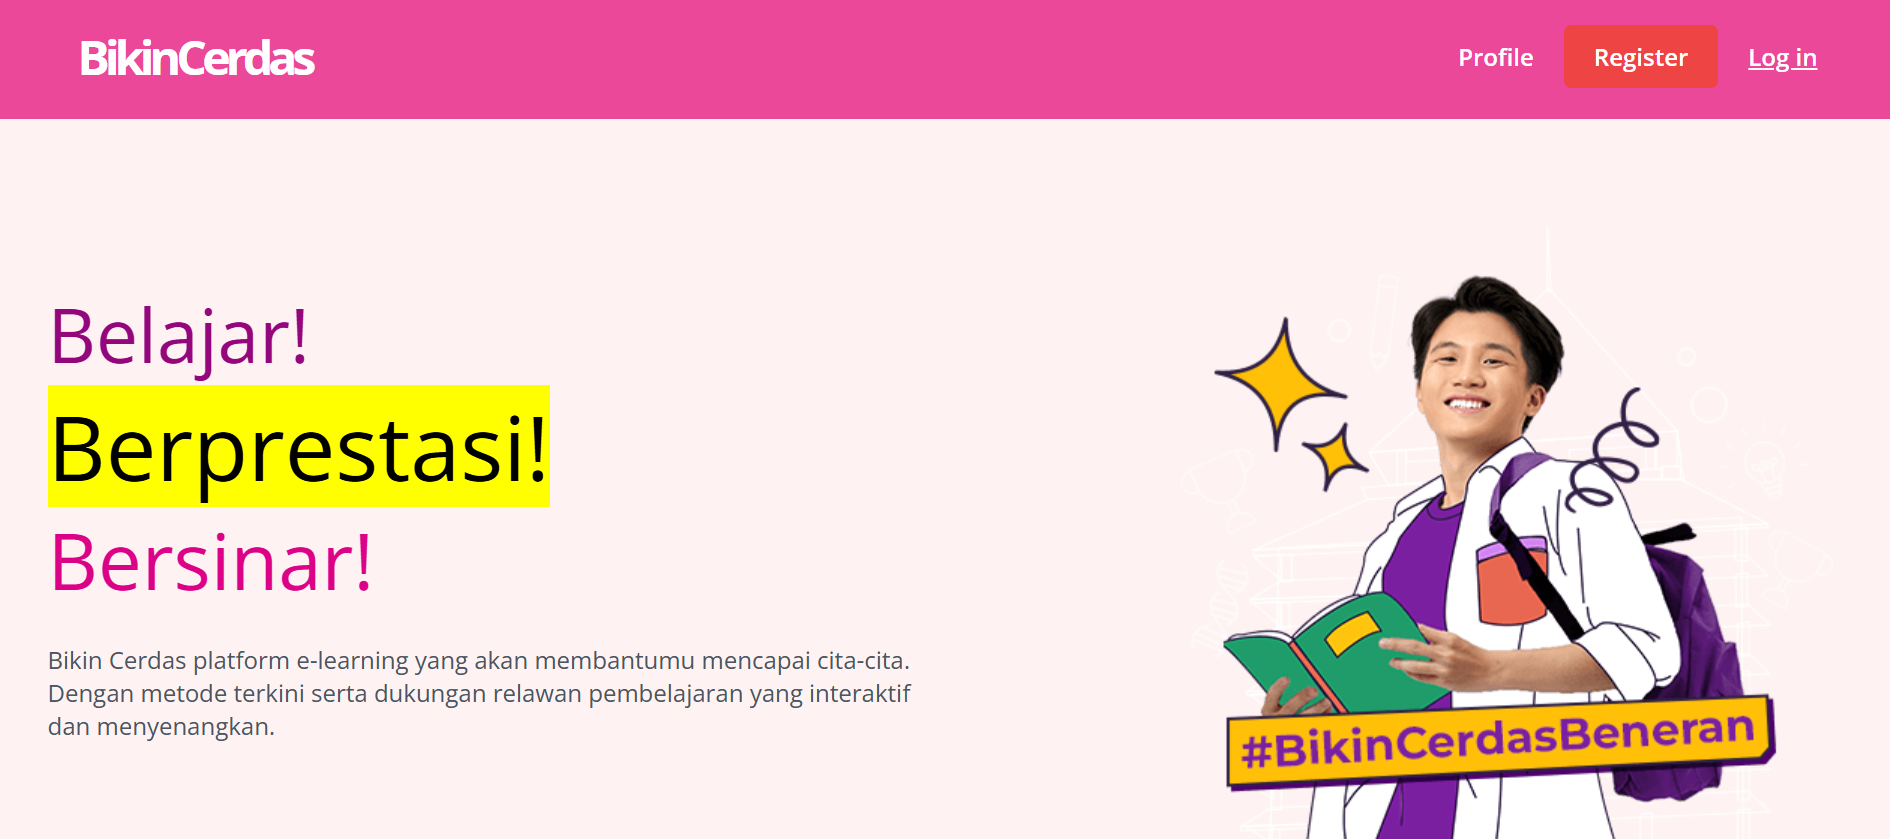 BikinCerdas
Profile
Register
Log in
Belajar!
Berprestasi!
Bersinar!
Bikin Cerdas platform e-learning yang akan membantumu mencapai cita-cita.
Dengan metode terkini serta dukungan relawan pembelajaran yang interaktif
dan menyenangkan.
#BikinCerdasBeneran